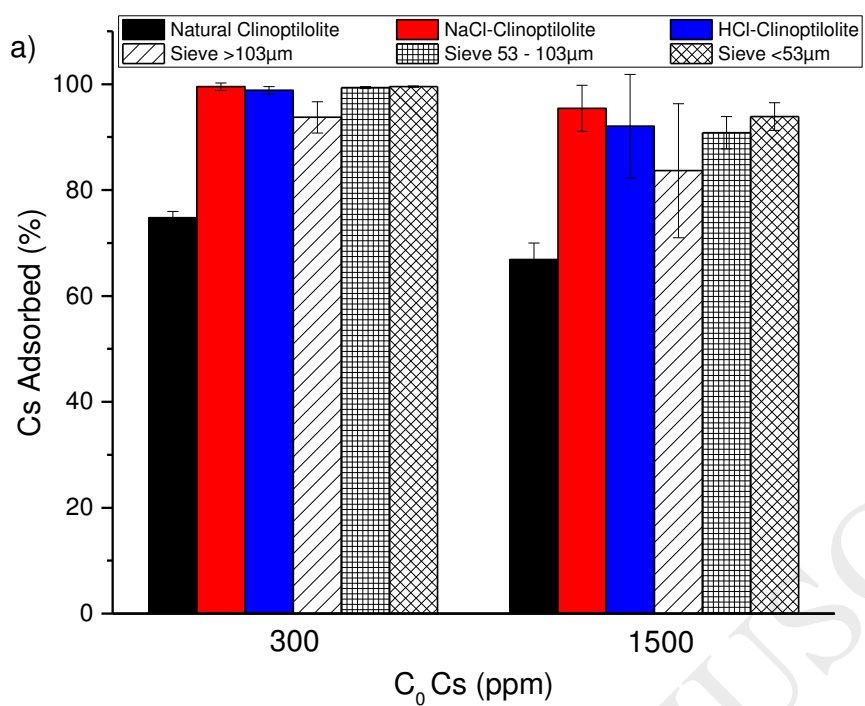 a)
Natural Clinoptilolite NaCl-Clinoptilolite HCl-Clinoptilolite
Sieve >103µm Sieve 53 - 103µm Sieve <53µm
100
80
60
40
20
0
Cs Adsorbed (%)
300 1500
C₀ Cs (ppm)